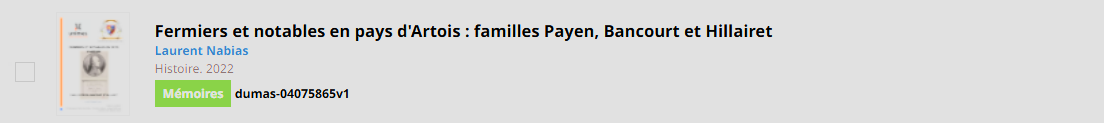 Fermiers et notables en pays d'Artois : familles Payen, Bancourt et Hillairet
Laurent Nabias
Histoire. 2022
Mémoires dumas-04075865v1